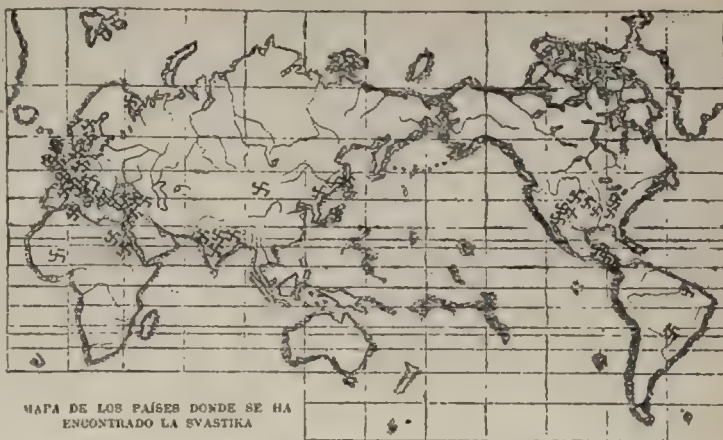 MAPA DE LOS PAÍSES DONDE SE HA
ENCONTRADO LA SVASTIKA